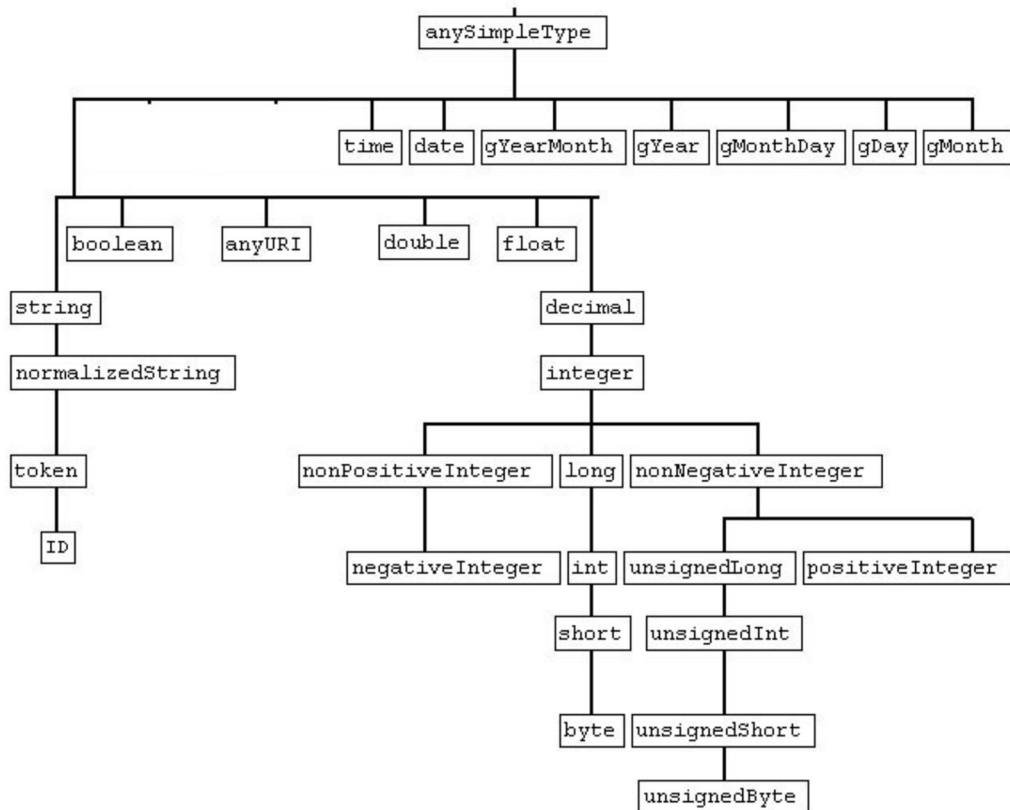 anySimpleType
time date gYearMonth gYear gMonthDay gDay gMonth
boolean anyURI double float
string decimal
normalizedString integer
token nonPositiveInteger long nonNegativeInteger
ID
negativeInteger int unsignedLong positiveInteger
short unsignedInt
byte unsignedShort
unsignedByte